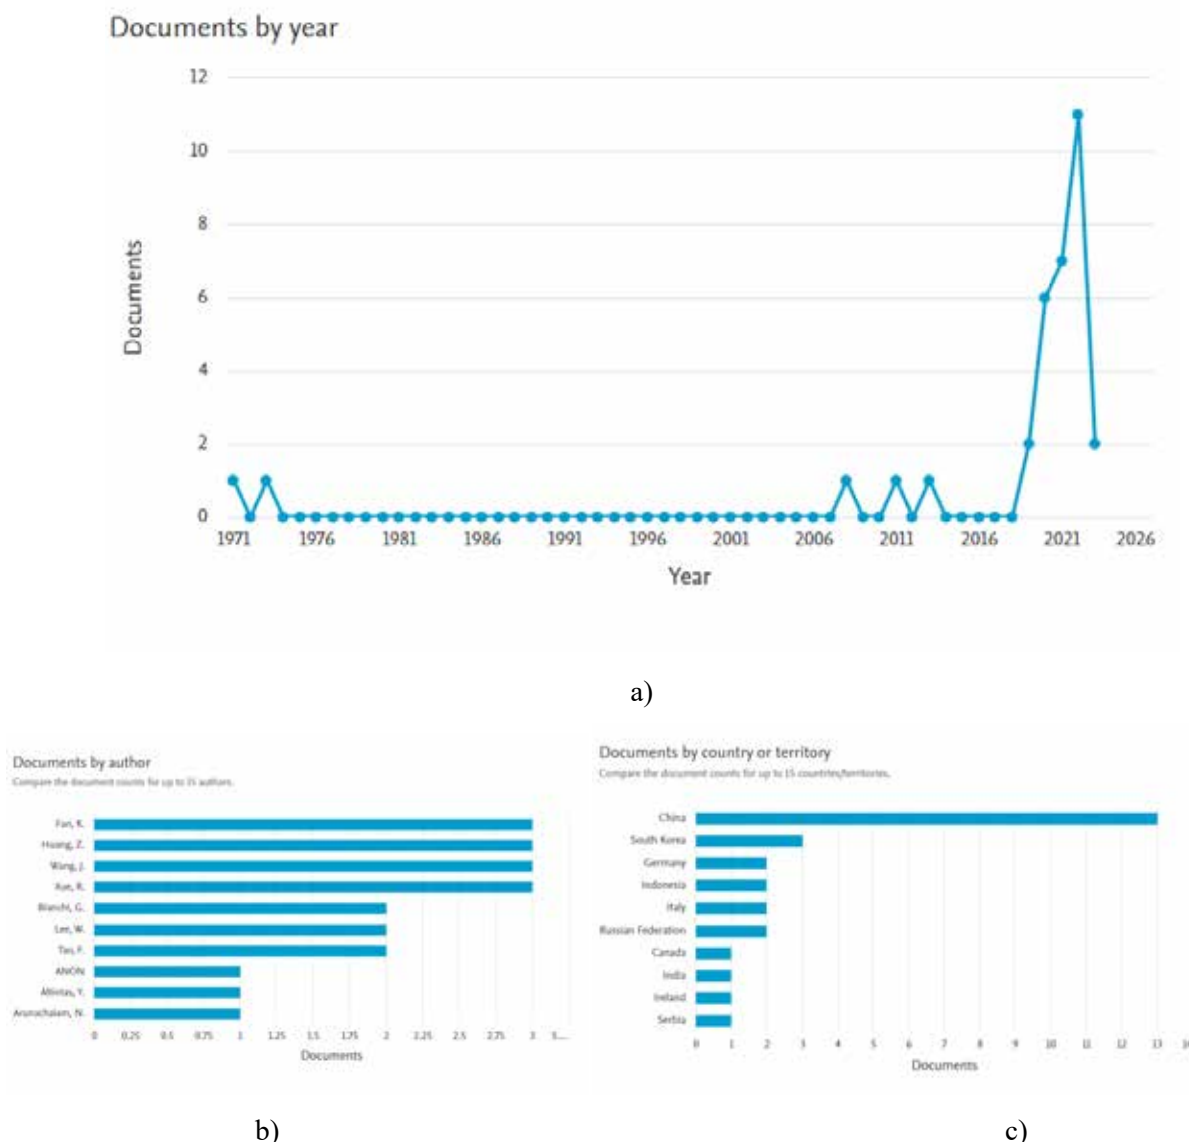 Documents by year
12
10
8
6
4
2
0
Documents
1971 1976 1981 1986 1991 1996 2001 2006 2011 2016 2021 2026
Year
a)
Documents by author
Compare the document counts for up to 15 authors.
Fan, K.
Huang, Z.
Wang, J.
Xue, R.
Bianchi, G.
Lee, W.
Tao, F.
ANON
Altintas, Y.
Arunachalam, N.
0 0.25 0.5 0.75 1 1.25 1.5 1.75 2 2.25 2.5 2.75 3 3....
Documents
b)
Documents by country or territory
Compare the document counts for up to 15 countries/territories.
China
South Korea
Germany
Indonesia
Italy
Russian Federation
Canada
India
Ireland
Serbia
0 1 2 3 4 5 6 7 8 9 10 11 12 13
Documents
c)